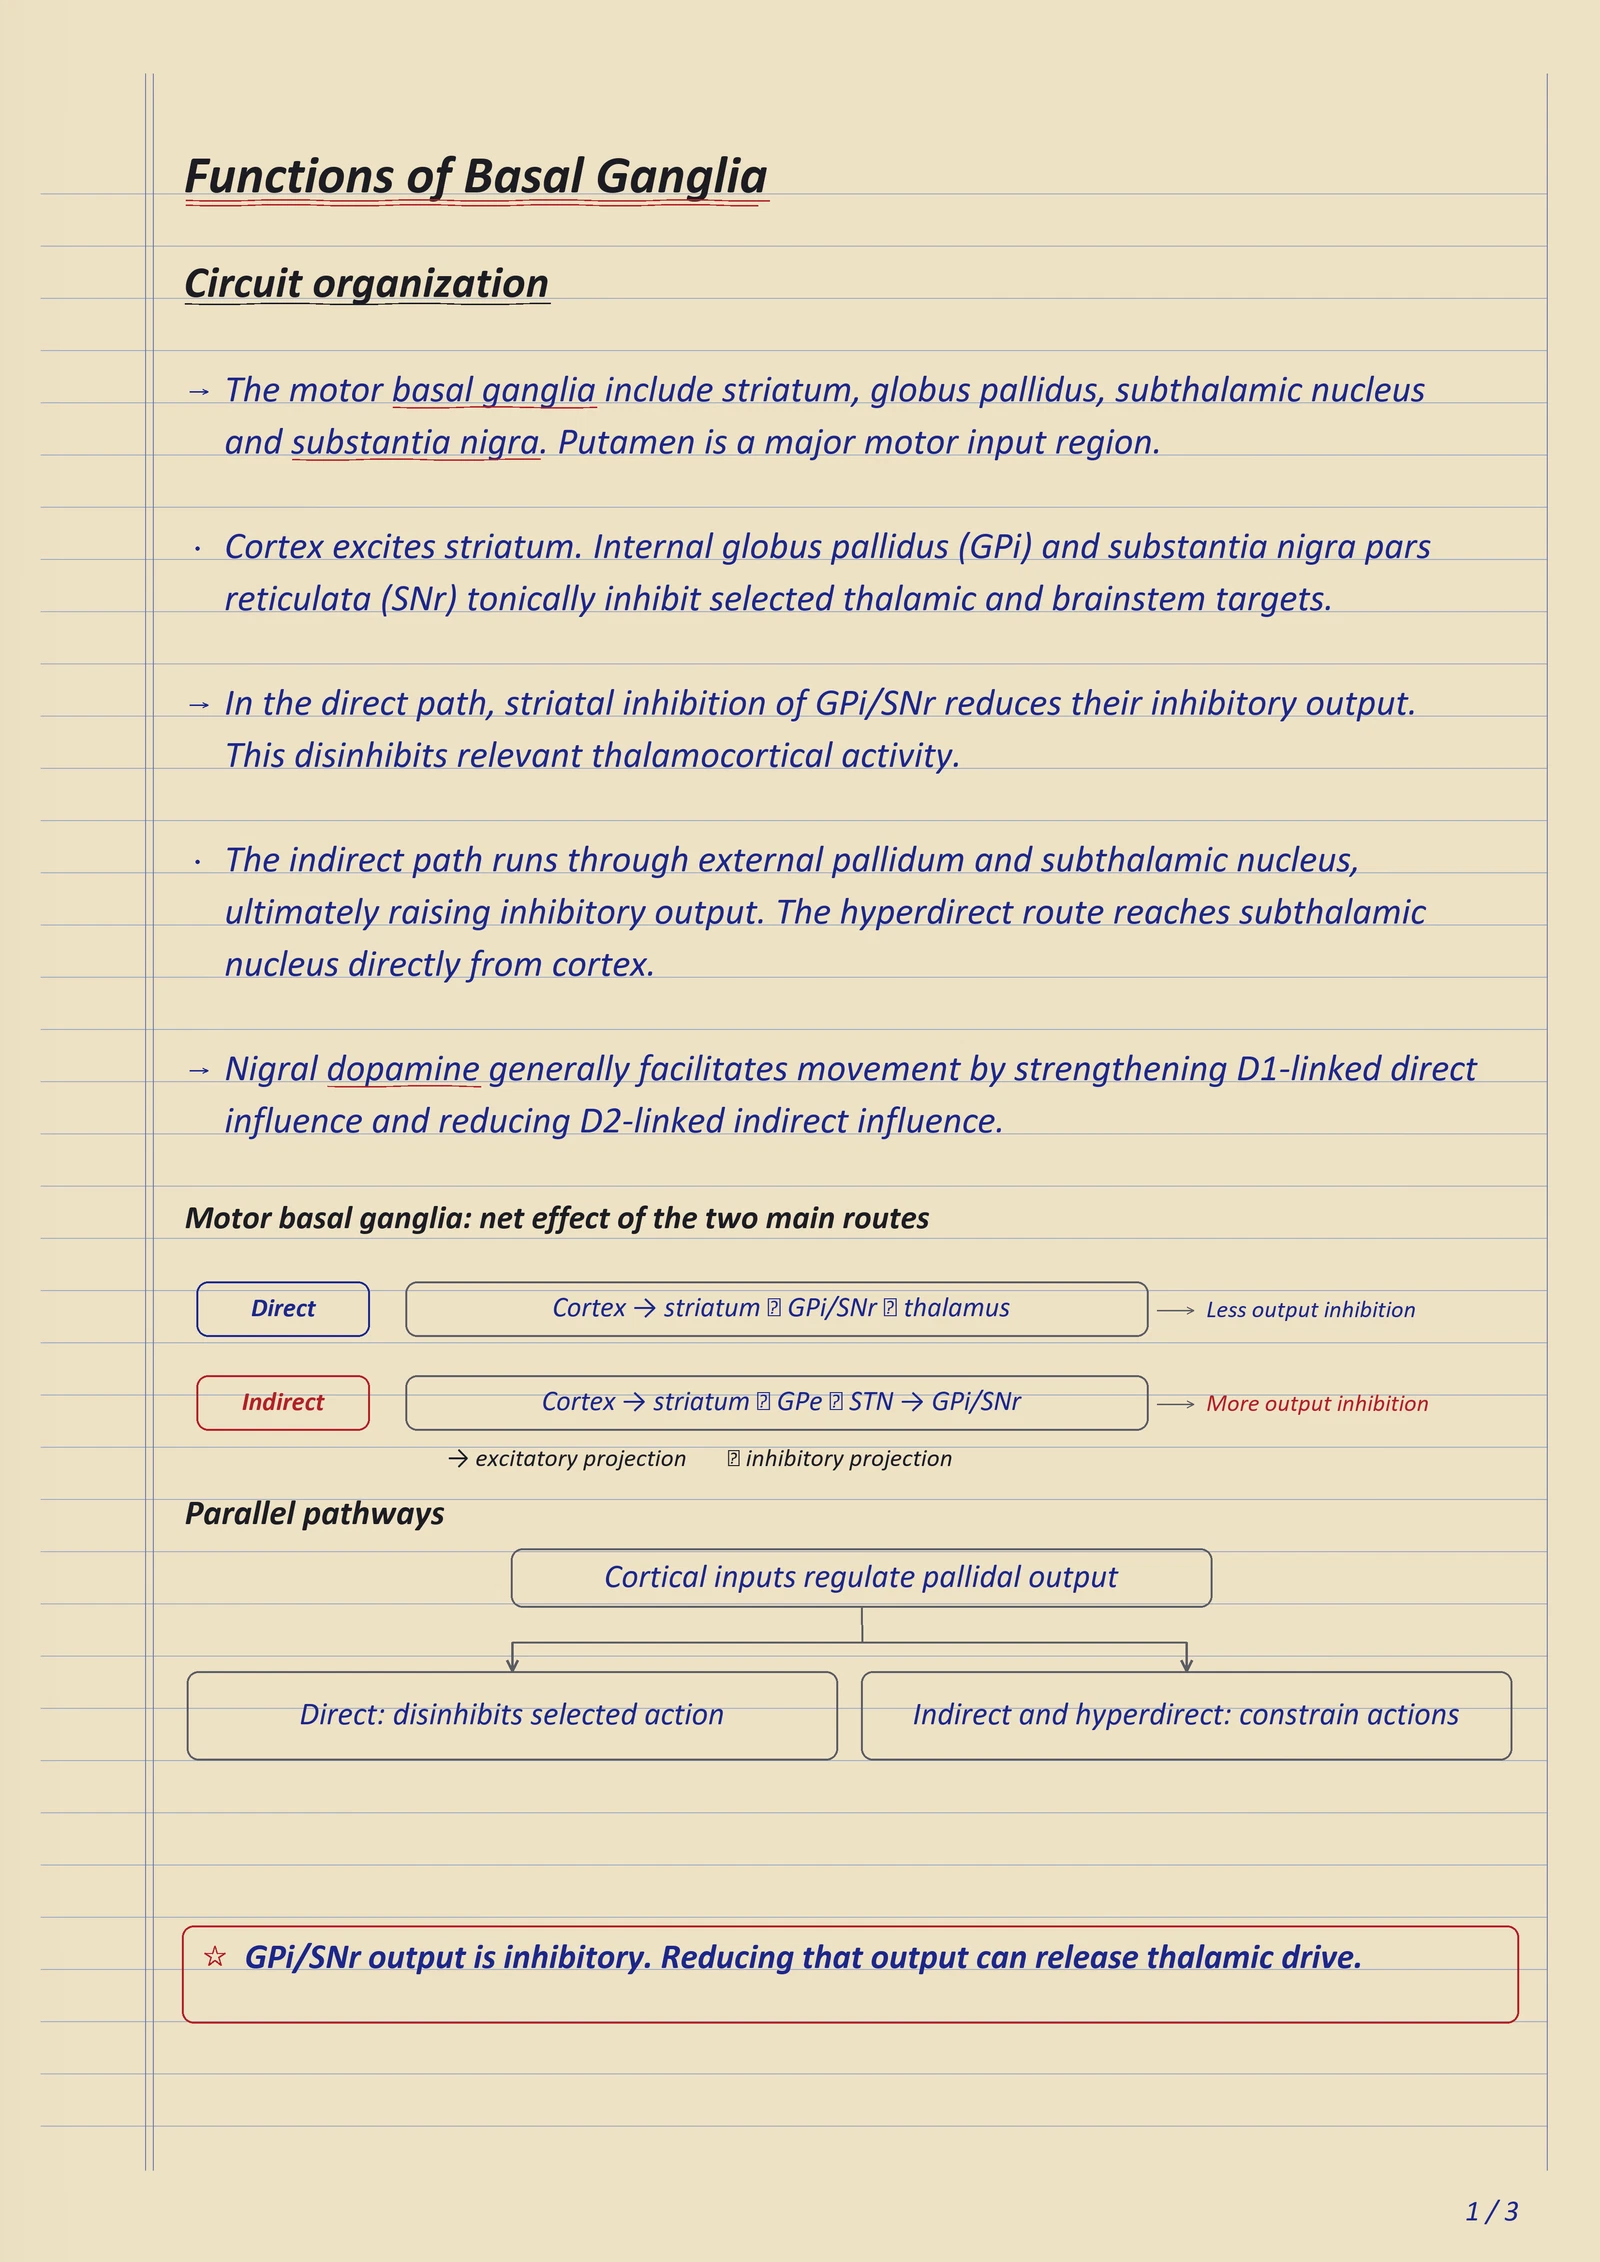 Functions of Basal Ganglia
Circuit organization
→ The motor basal ganglia include striatum, globus pallidus, subthalamic nucleus
and substantia nigra. Putamen is a major motor input region.
· Cortex excites striatum. Internal globus pallidus (GPi) and substantia nigra pars
reticulata (SNr) tonically inhibit selected thalamic and brainstem targets.
→ In the direct path, striatal inhibition of GPi/SNr reduces their inhibitory output.
This disinhibits relevant thalamocortical activity.
· The indirect path runs through external pallidum and subthalamic nucleus,
ultimately raising inhibitory output. The hyperdirect route reaches subthalamic
nucleus directly from cortex.
→ Nigral dopamine generally facilitates movement by strengthening D1-linked direct
influence and reducing D2-linked indirect influence.
Motor basal ganglia: net effect of the two main routes
Direct Cortex → striatum ⍰ GPi/SNr ⍰ thalamus → Less output inhibition
Indirect Cortex → striatum ⍰ GPe ⍰ STN → GPi/SNr → More output inhibition
→ excitatory projection ⍰ inhibitory projection
Parallel pathways
Cortical inputs regulate pallidal output
Direct: disinhibits selected action Indirect and hyperdirect: constrain actions
☆ GPi/SNr output is inhibitory. Reducing that output can release thalamic drive.
1 / 3